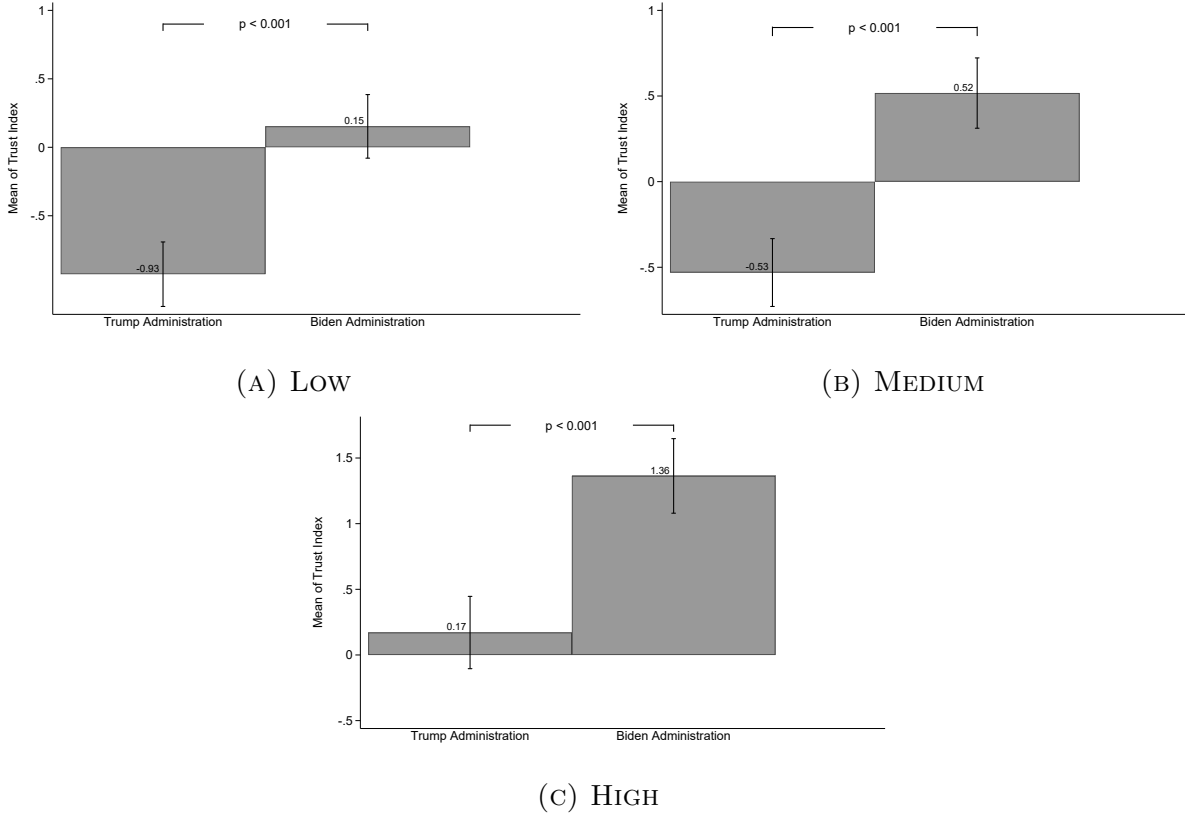 p < 0.001
1
.5
0
-.5
Mean of Trust Index
0.15
-0.93
Trump Administration Biden Administration
(A) LOW
p < 0.001
1
.5
0
-.5
Mean of Trust Index
0.52
-0.53
Trump Administration Biden Administration
(B) MEDIUM
p < 0.001
1.5
1
.5
0
-.5
Mean of Trust Index
1.36
0.17
Trump Administration Biden Administration
(C) HIGH